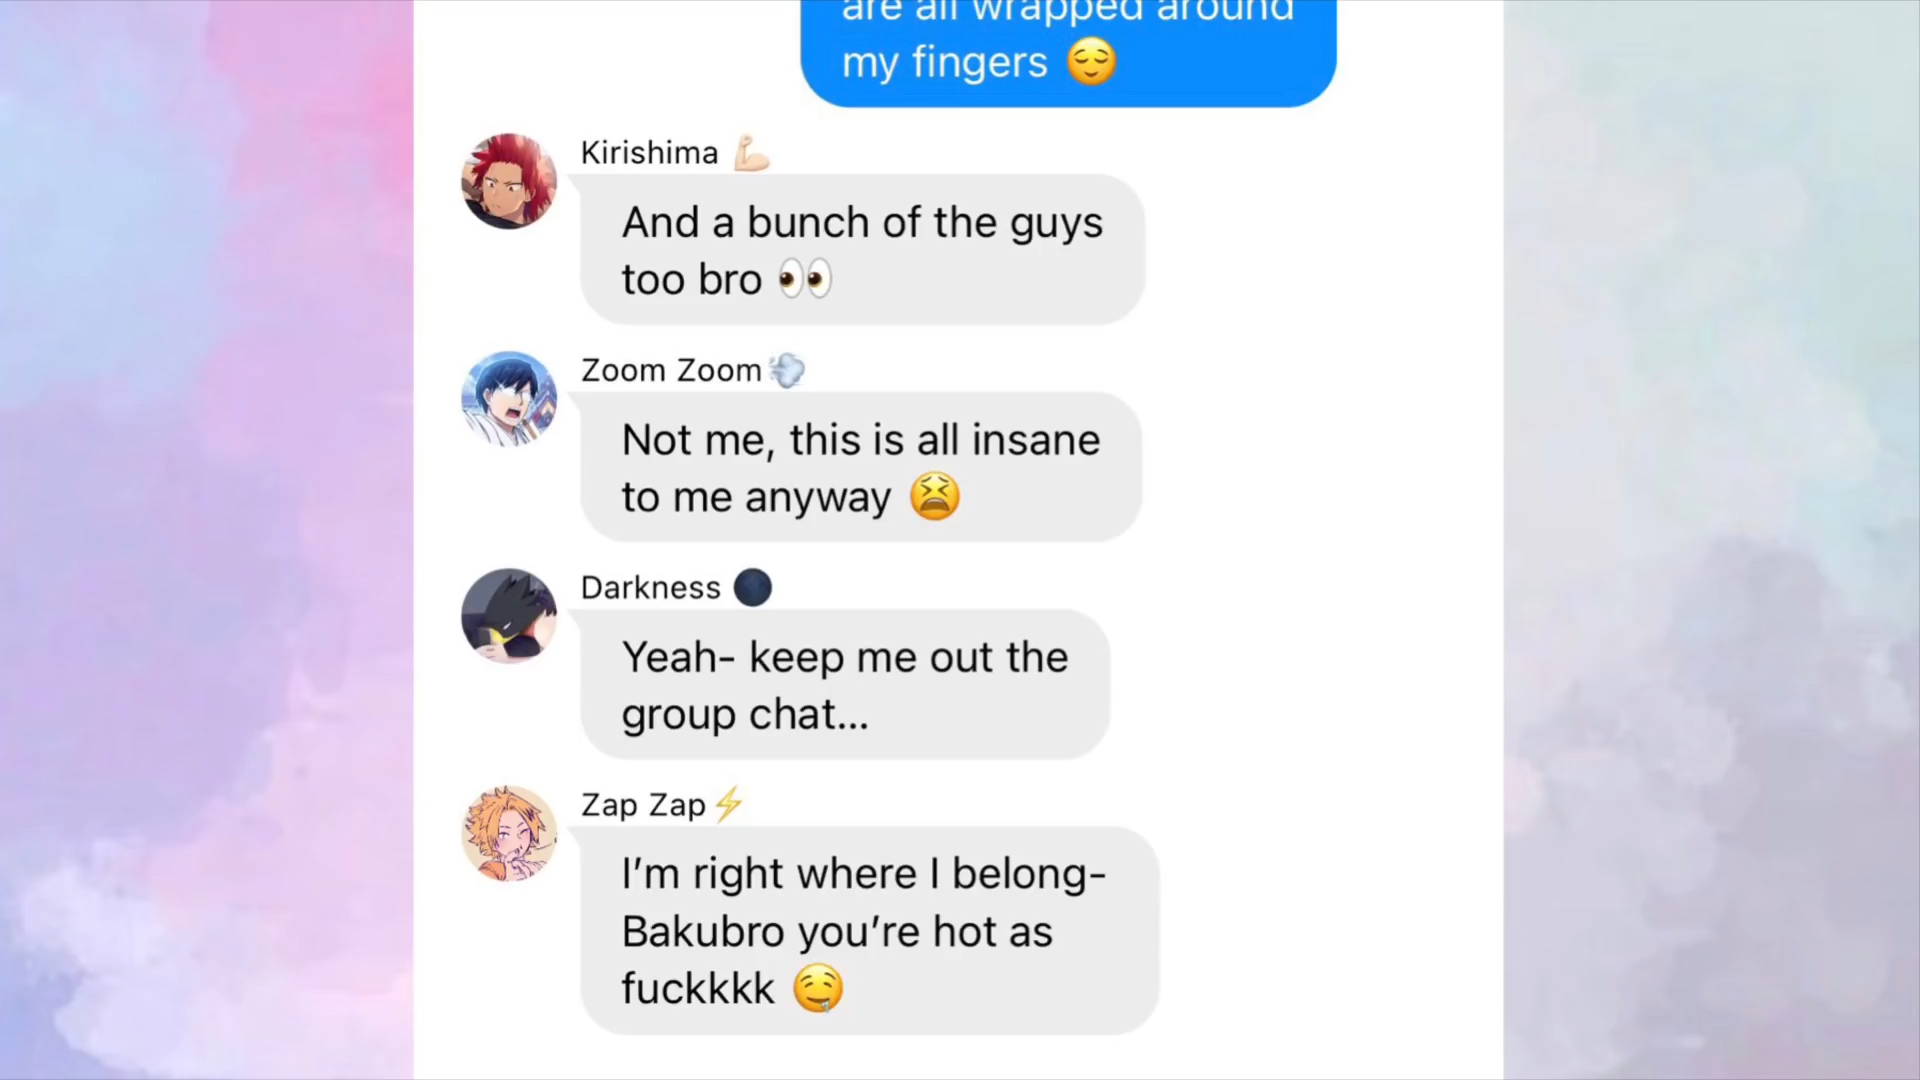 are all wrapped around
my fingers 😌
Kirishima 💪🏻
And a bunch of the guys
too bro 👀
Zoom Zoom💨
Not me, this is all insane
to me anyway 😫
Darkness 🌑
Yeah- keep me out the
group chat...
Zap Zap⚡
I'm right where I belong-
Bakubro you're hot as
fuckkkk 🤤